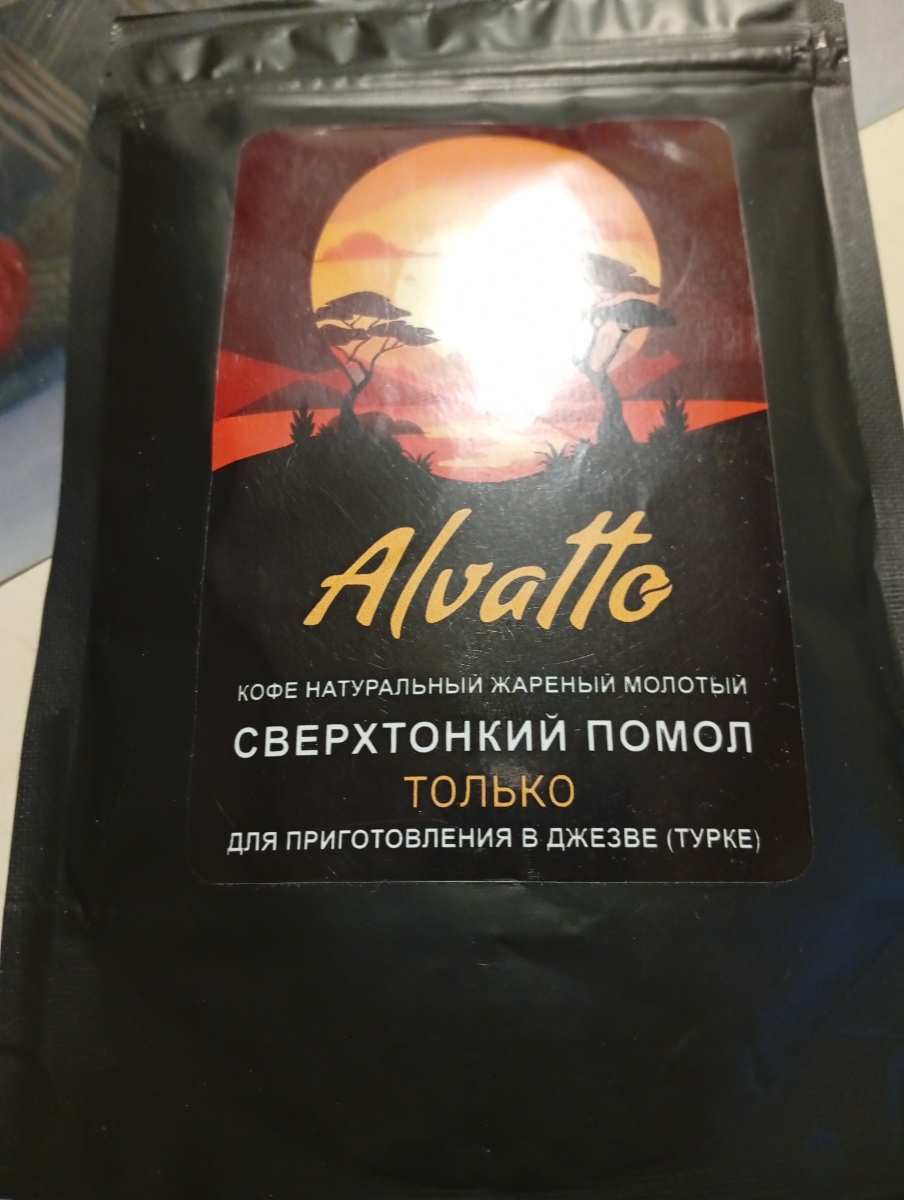 Alvatto
КОФЕ НАТУРАЛЬНЫЙ ЖАРЕНЫЙ МОЛОТЫЙ
СВЕРХТОНКИЙ ПОМОЛ
ТОЛЬКО
ДЛЯ ПРИГОТОВЛЕНИЯ В ДЖЕЗВЕ (ТУРКЕ)